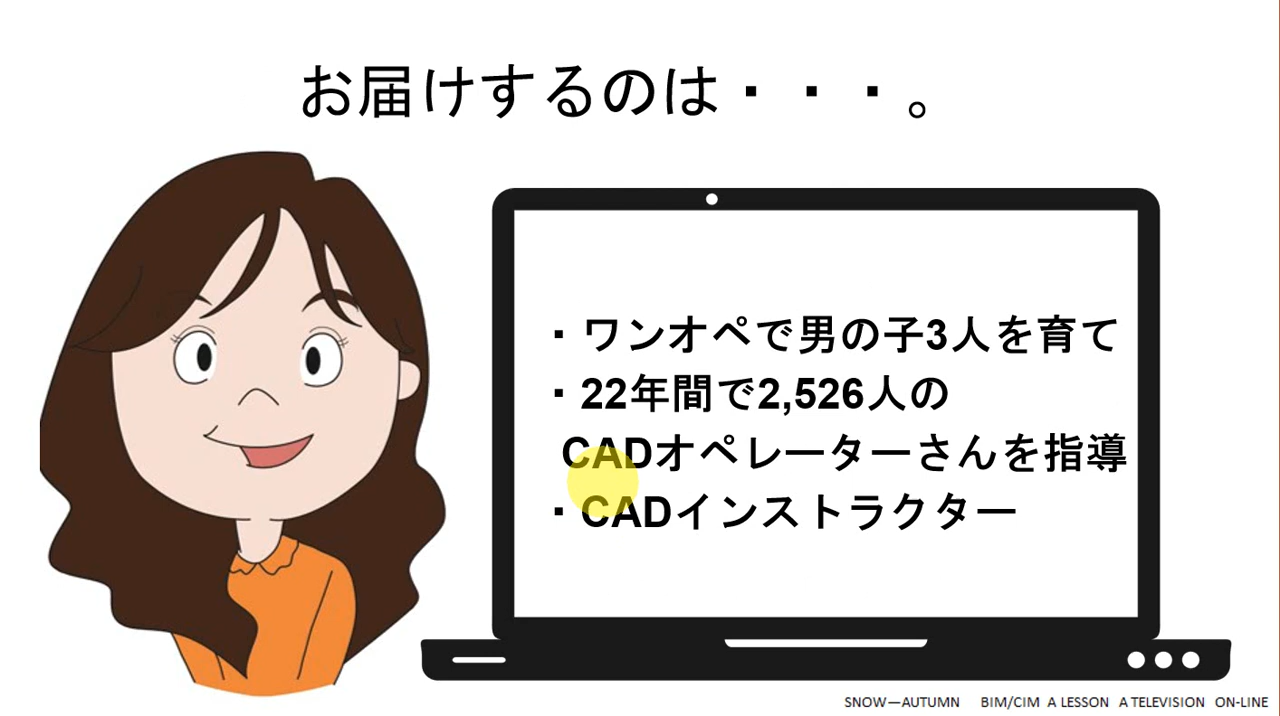 お届けするのは・・・。
・ワンオペで男の子3人を育て
・22年間で2,526人の
CADオペレーターさんを指導
・CADインストラクター
SNOW—AUTUMN BIM/CIM A LESSON A TELEVISION ON-LINE